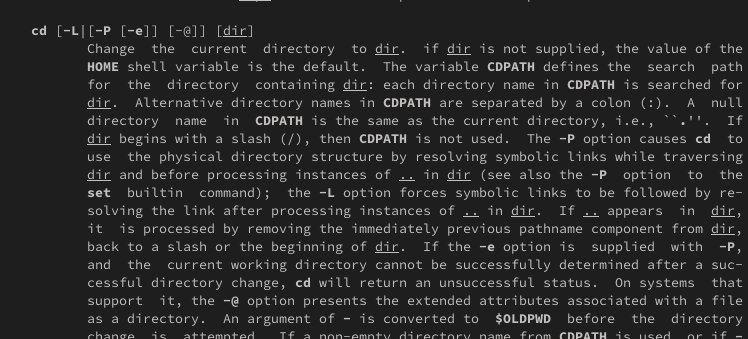 cd [-L|[-P [-e]] [-@]] [dir]
Change the current directory to dir. if dir is not supplied, the value of the
HOME shell variable is the default. The variable CDPATH defines the search path
for the directory containing dir: each directory name in CDPATH is searched for
dir. Alternative directory names in CDPATH are separated by a colon (:). A null
directory name in CDPATH is the same as the current directory, i.e., ``.''. If
dir begins with a slash (/), then CDPATH is not used. The -P option causes cd to
use the physical directory structure by resolving symbolic links while traversing
dir and before processing instances of .. in dir (see also the -P option to the
set builtin command); the -L option forces symbolic links to be followed by re-
solving the link after processing instances of .. in dir. If .. appears in dir,
it is processed by removing the immediately previous pathname component from dir,
back to a slash or the beginning of dir. If the -e option is supplied with -P,
and the current working directory cannot be successfully determined after a suc-
cessful directory change, cd will return an unsuccessful status. On systems that
support it, the -@ option presents the extended attributes associated with a file
as a directory. An argument of - is converted to $OLDPWD before the directory
change is attempted. If a non-empty directory name from CDPATH is used, or if -